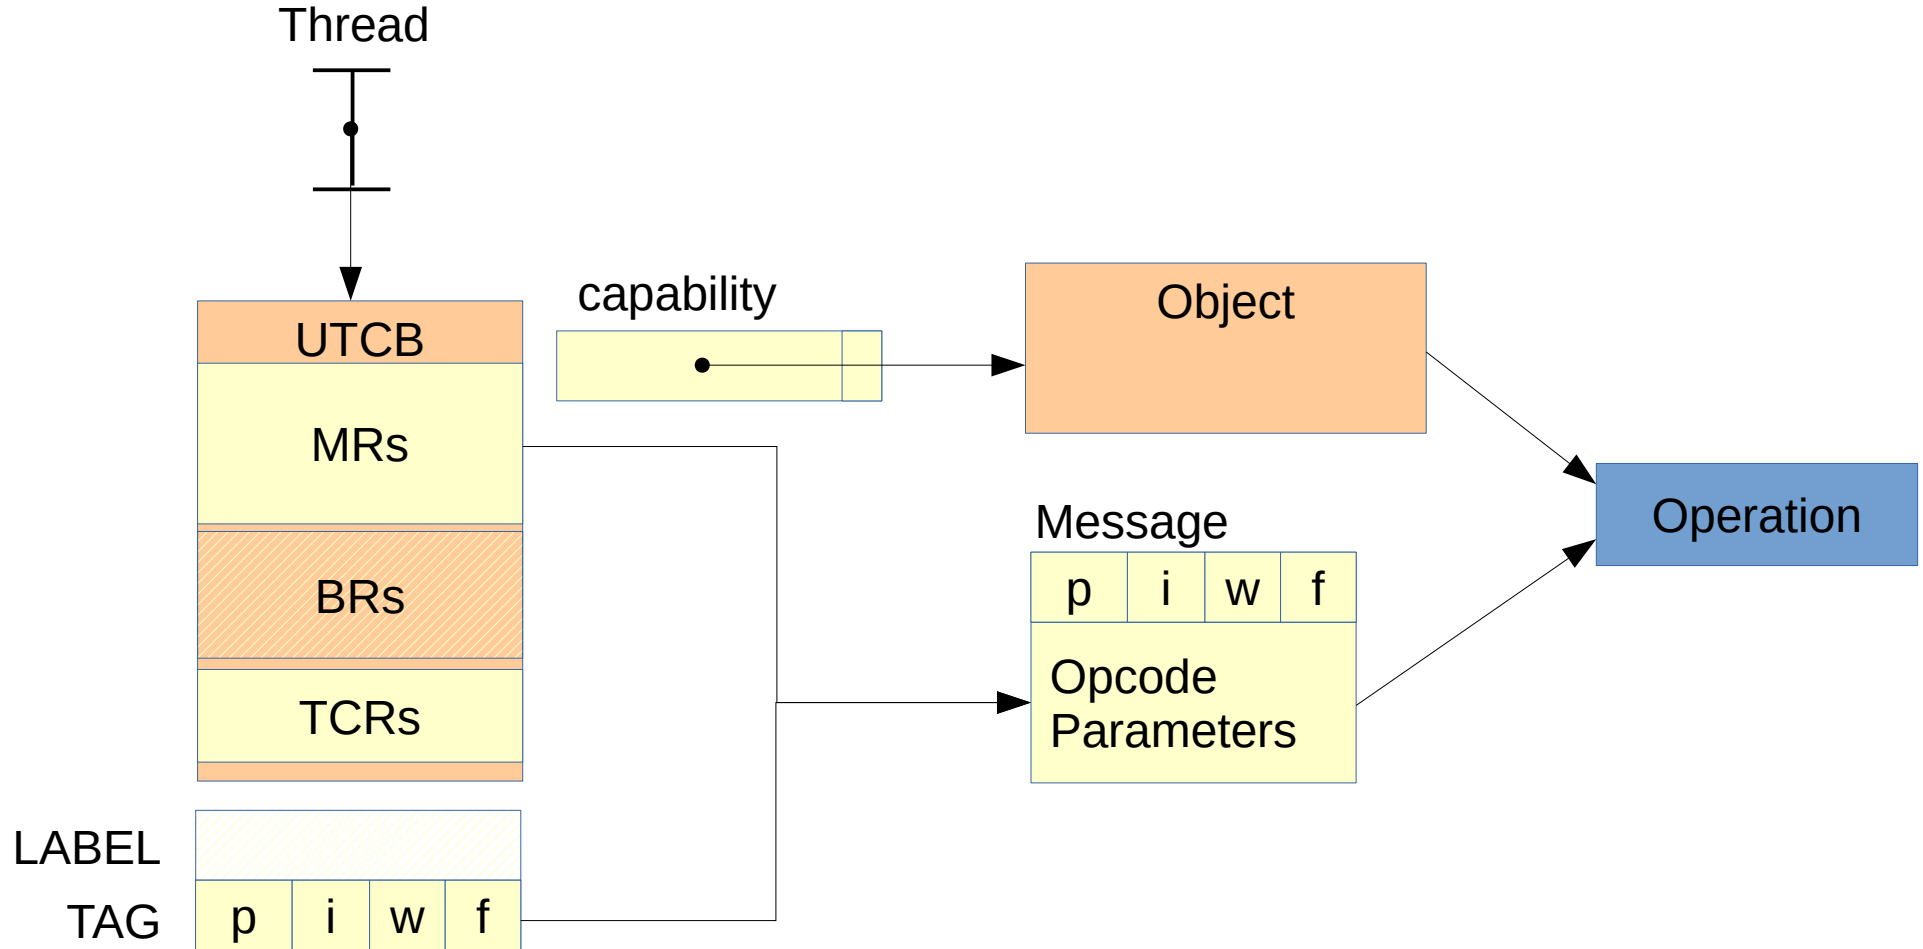 Thread
UTCB
MRs
BRs
TCRs
LABEL
TAG
p i w f
capability
Object
Message
p i w f
Opcode
Parameters
Operation